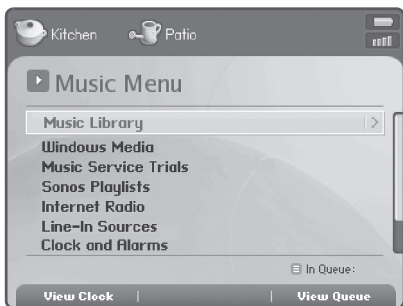 Kitchen Patio
Music Menu
Music Library
Windows Media
Music Service Trials
Sonos Playlists
Internet Radio
Line-In Sources
Clock and Alarms
In Queue:
View Clock View Queue